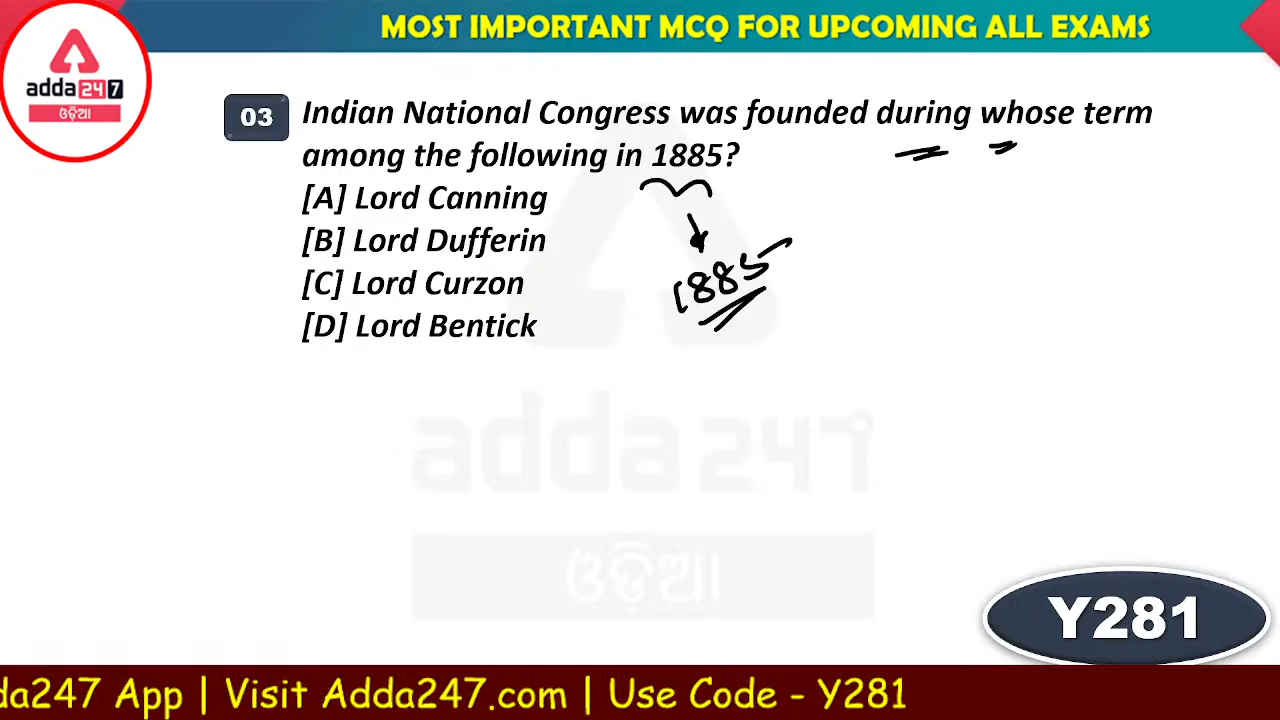 MOST IMPORTANT MCQ FOR UPCOMING ALL EXAMS
adda247
ଓଡ଼ିଆ
03
Indian National Congress was founded during whose term
among the following in 1885?
[A] Lord Canning
[B] Lord Dufferin
[C] Lord Curzon
[D] Lord Bentick
1885
adda247
ଓଡ଼ିଆ
Y281
da247 App | Visit Adda247.com | Use Code - Y281